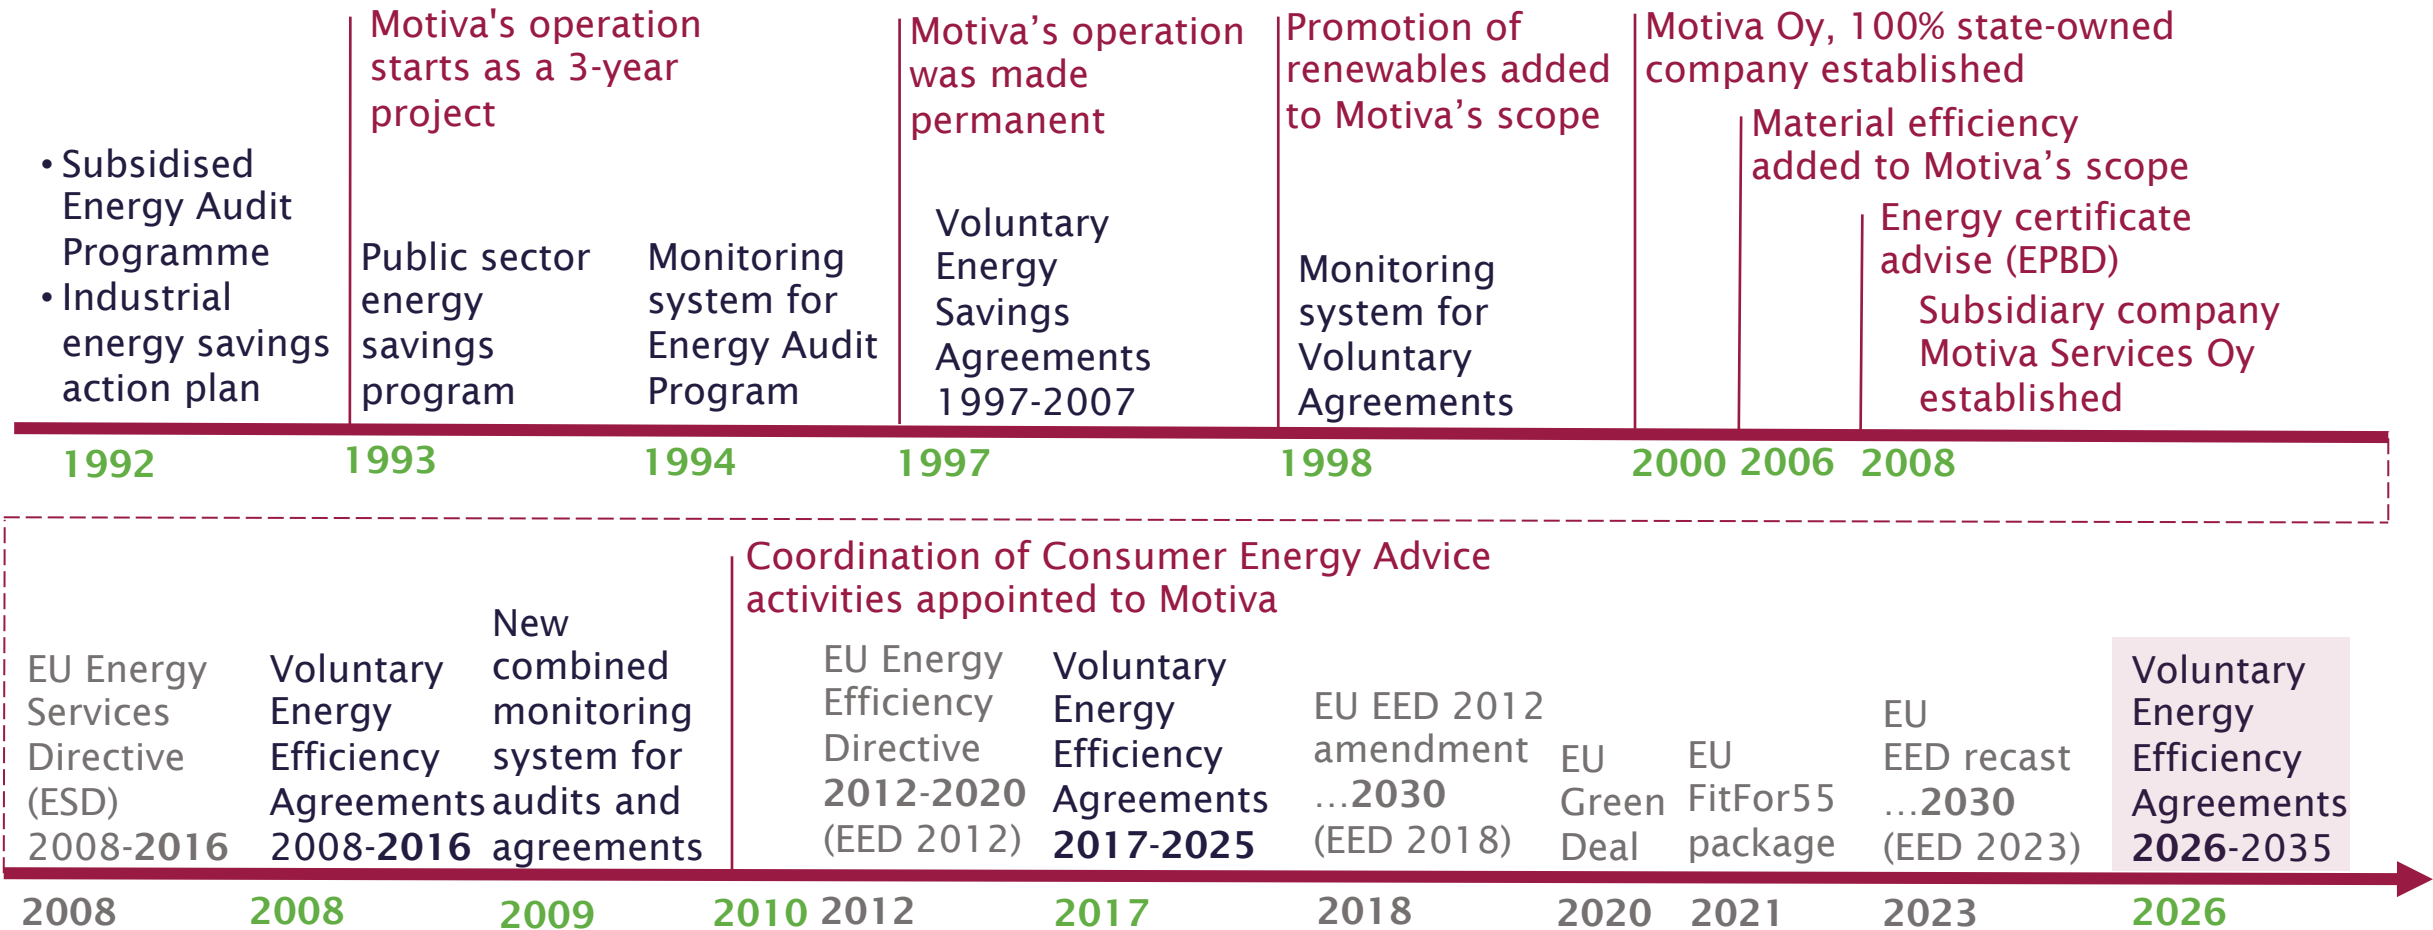 Motiva's operation
starts as a 3-year
project
Motiva’s operation
was made
permanent
Promotion of
renewables added
to Motiva’s scope
Motiva Oy, 100% state-owned
company established
Material efficiency
added to Motiva’s scope
Energy certificate
advise (EPBD)
Subsidiary company
Motiva Services Oy
established
• Subsidised
Energy Audit
Programme
• Industrial
energy savings
action plan
Public sector
energy
savings
program
Monitoring
system for
Energy Audit
Program
Voluntary
Energy
Savings
Agreements
1997-2007
Monitoring
system for
Voluntary
Agreements
1992
1993
1994
1997
1998
2000
2006
2008
Coordination of Consumer Energy Advice
activities appointed to Motiva
EU Energy
Services
Directive
(ESD)
2008-2016
Voluntary
Energy
Efficiency
Agreements
2008-2016
New
combined
monitoring
system for
audits and
agreements
EU Energy
Efficiency
Directive
2012-2020
(EED 2012)
Voluntary
Energy
Efficiency
Agreements
2017-2025
EU EED 2012
amendment
...2030
(EED 2018)
EU
Green
Deal
EU
FitFor55
package
EU
EED recast
...2030
(EED 2023)
Voluntary
Energy
Efficiency
Agreements
2026-2035
2008
2008
2009
2010
2012
2017
2018
2020
2021
2023
2026